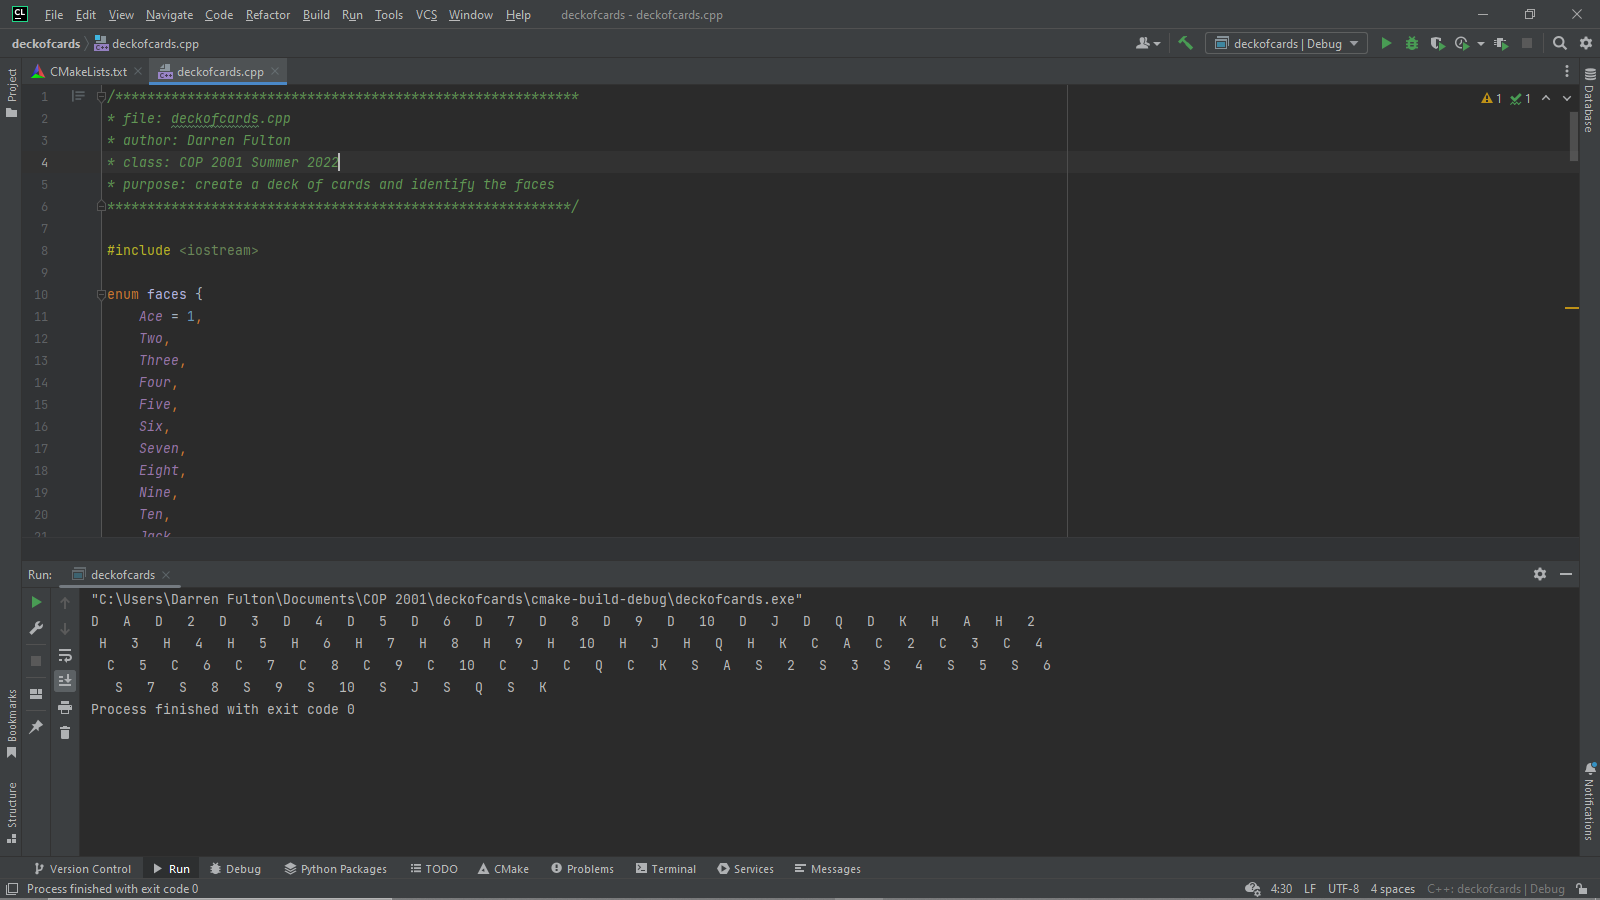 CL File Edit View Navigate Code Refactor Build Run Tools VCS Window Help deckofcards - deckofcards.cpp
deckofcards deckofcards.cpp deckofcards | Debug
CMakeLists.txt deckofcards.cpp
Project
Database
1 /**********************************************************
2 * file: deckofcards.cpp
3 * author: Darren Fulton
4 * class: COP 2001 Summer 2022
5 * purpose: create a deck of cards and identify the faces
6 **********************************************************/
7
8 #include <iostream>
9
10 enum faces {
11 Ace = 1,
12 Two,
13 Three,
14 Four,
15 Five,
16 Six,
17 Seven,
18 Eight,
19 Nine,
20 Ten,
21 Jack
1 1
Run: deckofcards
"C:\Users\Darren Fulton\Documents\COP 2001\deckofcards\cmake-build-debug\deckofcards.exe"
D A D 2 D 3 D 4 D 5 D 6 D 7 D 8 D 9 D 10 D J D Q D K H A H 2
H 3 H 4 H 5 H 6 H 7 H 8 H 9 H 10 H J H Q H K C A C 2 C 3 C 4
C 5 C 6 C 7 C 8 C 9 C 10 C J C Q C K S A S 2 S 3 S 4 S 5 S 6
S 7 S 8 S 9 S 10 S J S Q S K
Process finished with exit code 0
Bookmarks
Structure
Notifications
Version Control Run Debug Python Packages TODO CMake Problems Terminal Services Messages
Process finished with exit code 0 4:30 LF UTF-8 4 spaces C++: deckofcards | Debug